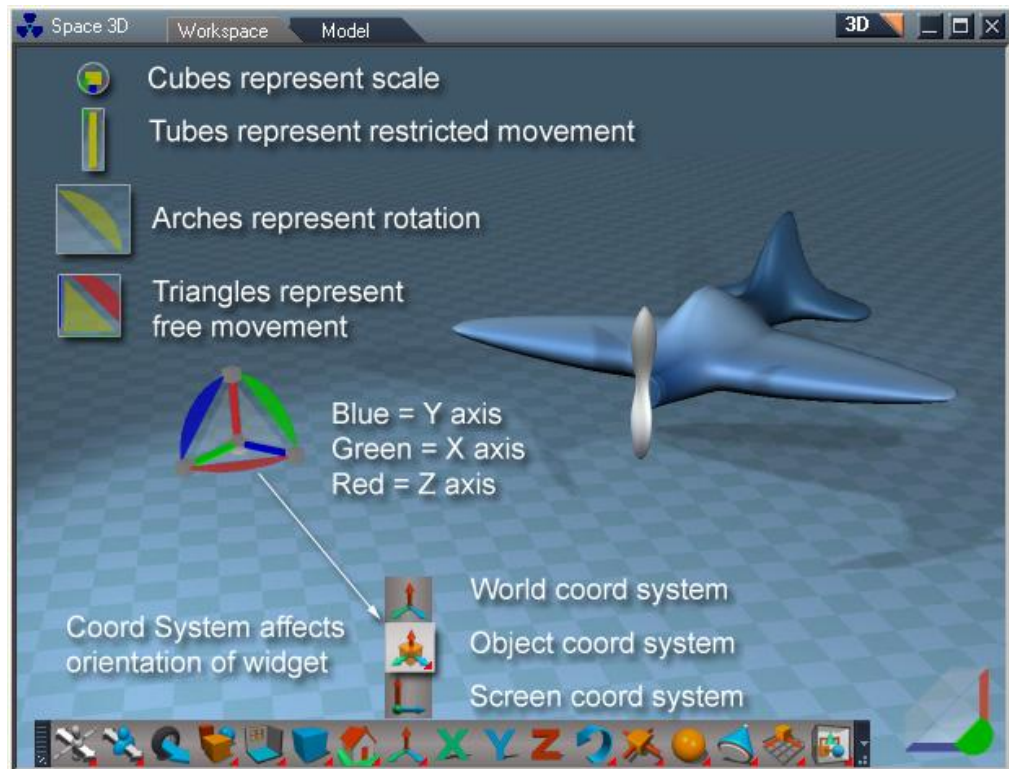 Space 3D
Workspace
Model
3D
Cubes represent scale
Tubes represent restricted movement
Arches represent rotation
Triangles represent
free movement
Blue = Y axis
Green = X axis
Red = Z axis
World coord system
Coord System affects
orientation of widget
Object coord system
Screen coord system
X Y Z